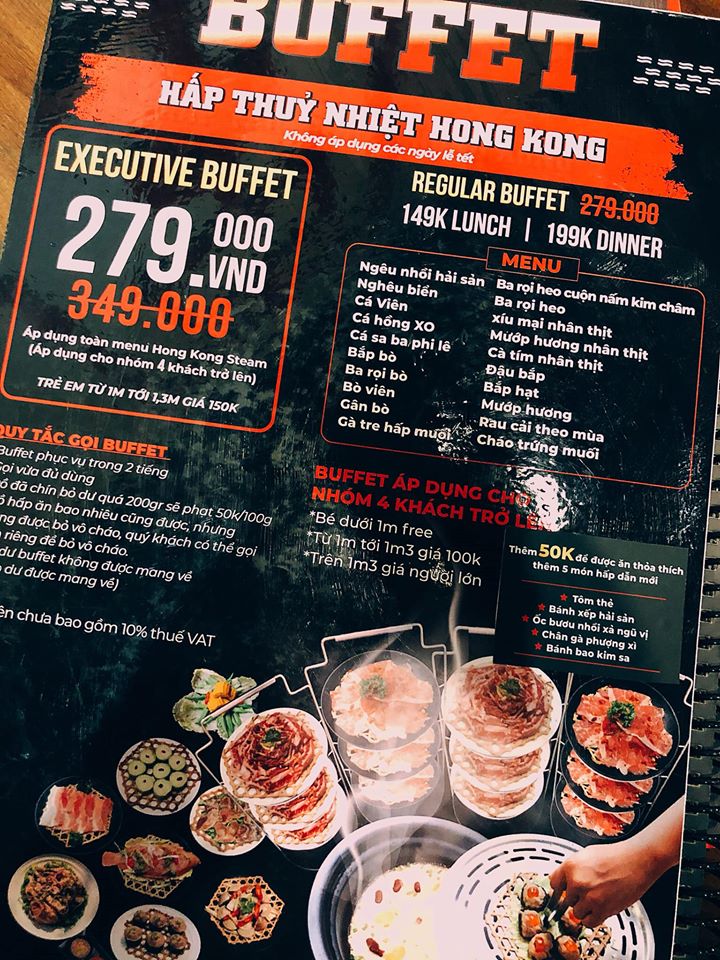 BUFFET
HẤP THUỶ NHIỆT HONG KONG
Không áp dụng các ngày lễ tết
EXECUTIVE BUFFET
279.000 VND
349.000
Áp dụng toàn menu Hong Kong Steam
(Áp dụng cho nhóm 4 khách trở lên)
TRẺ EM TỪ 1M TỚI 1,3M GIÁ 150K
REGULAR BUFFET 279.000
149K LUNCH | 199K DINNER
MENU
Ngêu nhồi hải sản
Nghêu biển
Cá Viên
Cá hồng XO
Cá sa ba phi lê
Bắp bò
Ba rọi bò
Bò viên
Gân bò
Gà tre hấp muối
Ba rọi heo cuộn nấm kim châm
Ba rọi heo
xíu mại nhân thịt
Mướp hương nhân thịt
Cà tím nhân thịt
Đậu bắp
Bắp hạt
Mướp hương
Rau cải theo mùa
Cháo trứng muối
QUY TẮC GỌI BUFFET
Buffet phục vụ trong 2 tiếng
Gọi vừa đủ dùng
đã chín bỏ dư quá 200gr sẽ phạt 50k/100g
hấp ăn bao nhiêu cũng được, nhưng
được bỏ vô cháo, quý khách có thể gọi
riêng để bỏ vô cháo.
dư buffet không được mang về
dư được mang về)
chưa bao gồm 10% thuế VAT
BUFFET ÁP DỤNG CHO
NHÓM 4 KHÁCH TRỞ LÊN
*Bé dưới 1m free
*Từ 1m tới 1m3 giá 100k
*Trên 1m3 giá người lớn
Thêm 50K để được ăn thỏa thích
thêm 5 món hấp dẫn mới
★ Tôm thẻ
★ Bánh xếp hải sản
★ Ốc bươu nhồi xả ngũ vị
★ Chân gà phượng xì
★ Bánh bao kim sa